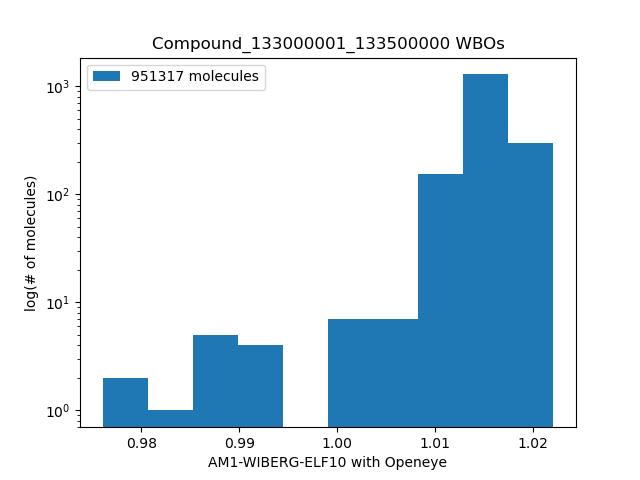 Compound_133000001_133500000 WBOs
951317 molecules
log(# of molecules)
10³
10²
10¹
10⁰
0.98 0.99 1.00 1.01 1.02
AM1-WIBERG-ELF10 with Openeye